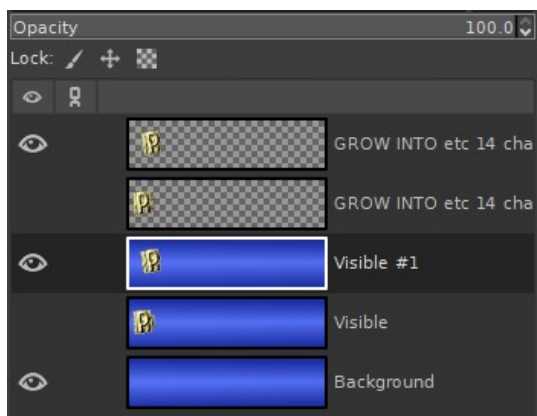 Opacity 100.0
Lock:
GROW INTO etc 14 cha
GROW INTO etc 14 cha
Visible #1
Visible
Background